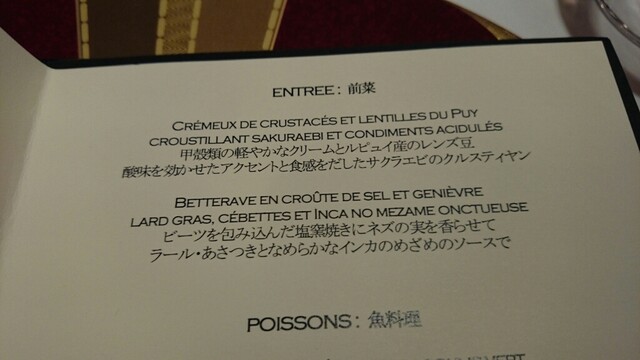 ENTREE: 前菜
CRÉMEUX DE CRUSTACÉS ET LENTILLES DU PUY
CROUSTILLANT SAKURAEBI ET CONDIMENTS ACIDULÉS
甲殻類の軽やかなクリームとルピュイ産のレンズ豆
酸味を効かせたアクセントと食感をだしたサクラエビのクルスティヤン
BETTERAVE EN CROÛTE DE SEL ET GENIÈVRE
LARD GRAS, CÉBETTES ET INCA NO MEZAME ONCTUEUSE
ビーツを包み込んだ塩窯焼きにネズの実を香らせて
ラール・あさつきとなめらかなインカのめざめのソースで
POISSONS: 魚料理